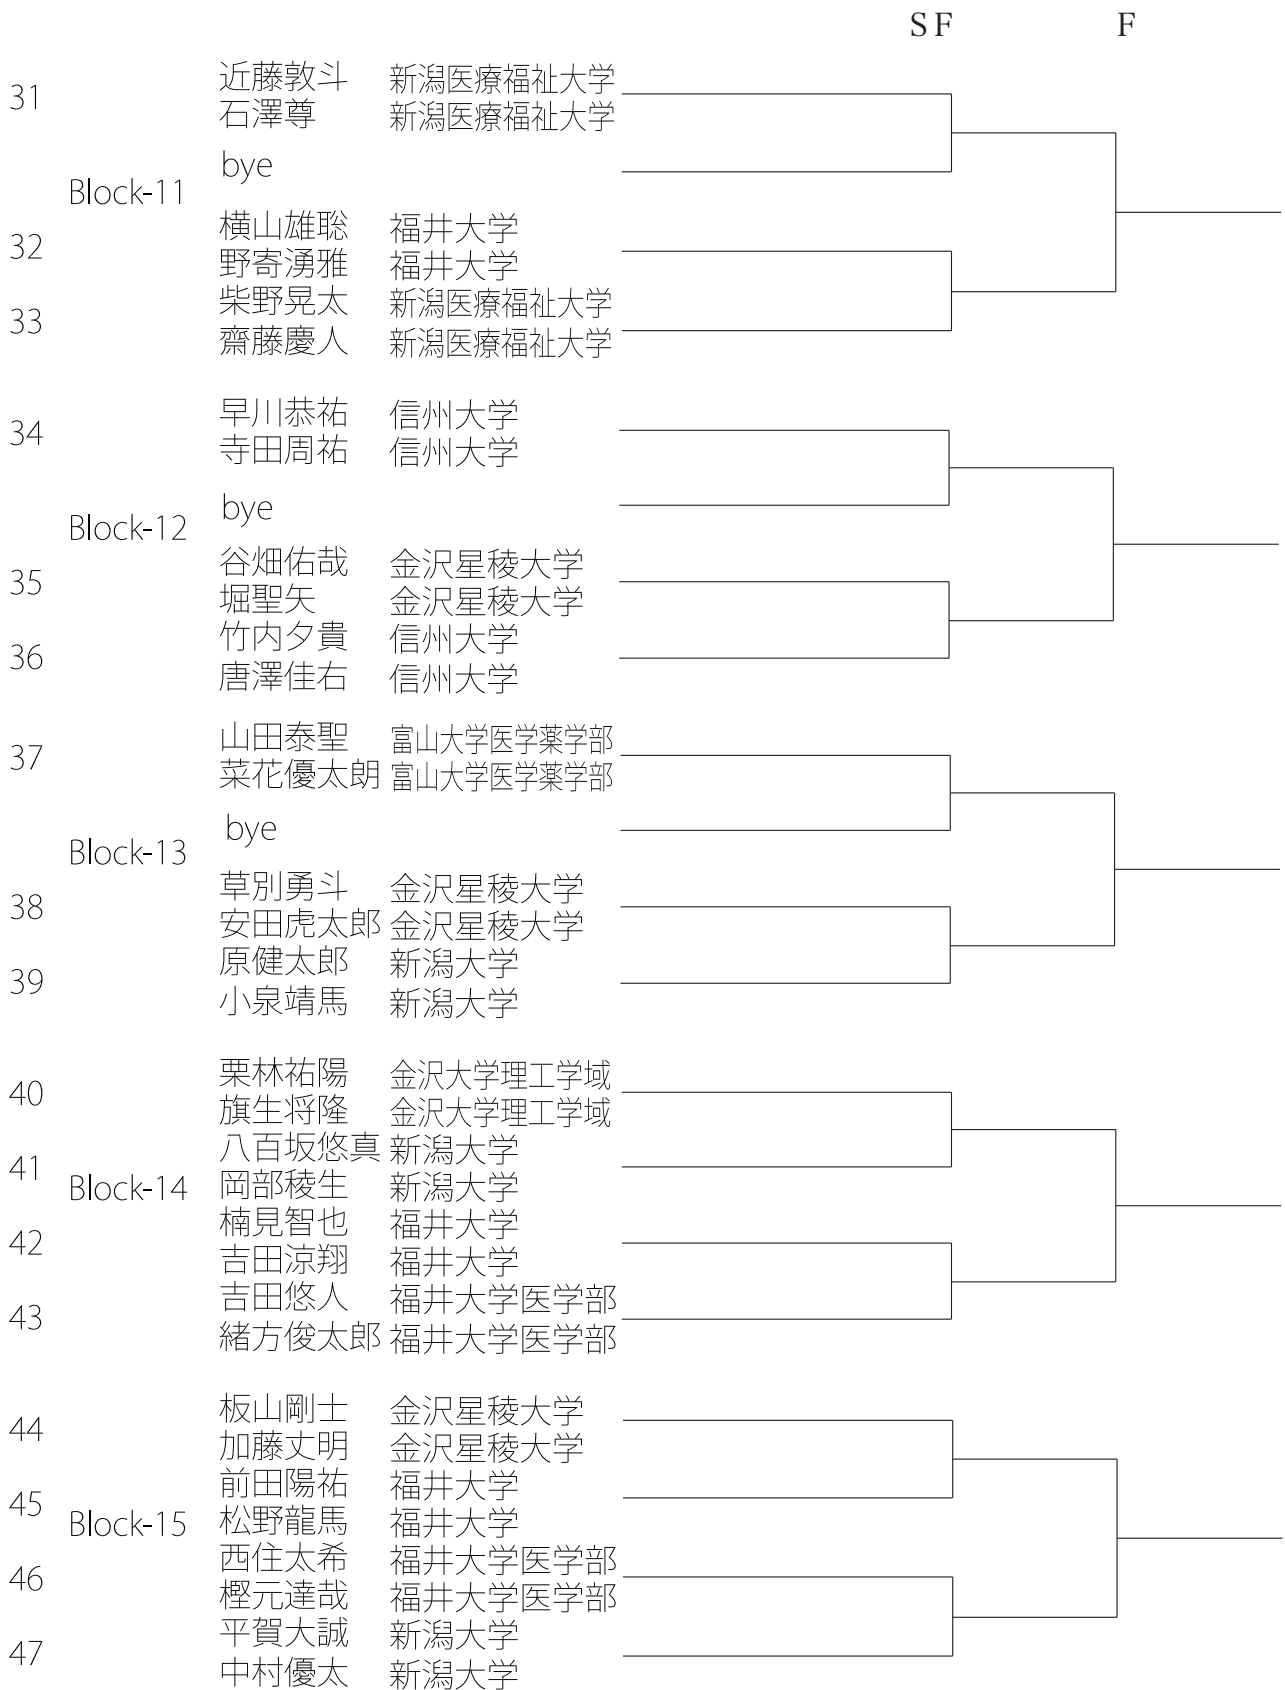 SF F
31 近藤敦斗 新潟医療福祉大学
石澤尊 新潟医療福祉大学
bye
Block-11
32 横山雄聡 福井大学
野寄湧雅 福井大学
33 柴野晃太 新潟医療福祉大学
齋藤慶人 新潟医療福祉大学
34 早川恭祐 信州大学
寺田周祐 信州大学
bye
Block-12
35 谷畑佑哉 金沢星稜大学
堀聖矢 金沢星稜大学
36 竹内夕貴 信州大学
唐澤佳右 信州大学
37 山田泰聖 富山大学医学薬学部
菜花優太朗 富山大学医学薬学部
bye
Block-13
38 草別勇斗 金沢星稜大学
安田虎太郎 金沢星稜大学
39 原健太郎 新潟大学
小泉靖馬 新潟大学
40 栗林祐陽 金沢大学理工学域
旗生将隆 金沢大学理工学域
41 八百坂悠真 新潟大学
Block-14 岡部稜生 新潟大学
42 楠見智也 福井大学
吉田涼翔 福井大学
43 吉田悠人 福井大学医学部
緒方俊太郎 福井大学医学部
44 板山剛士 金沢星稜大学
加藤丈明 金沢星稜大学
45 前田陽祐 福井大学
Block-15 松野龍馬 福井大学
46 西住太希 福井大学医学部
樫元達哉 福井大学医学部
47 平賀大誠 新潟大学
中村優太 新潟大学